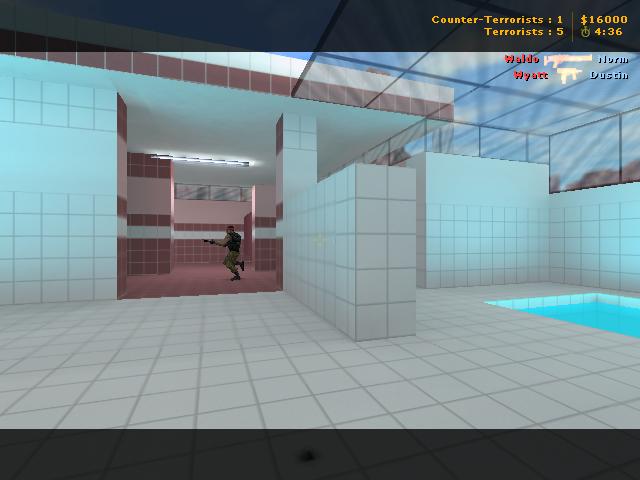 Counter-Terrorists : 1 $16000
Terrorists : 5 4:36
Waldo Norm
Wyatt Dustin